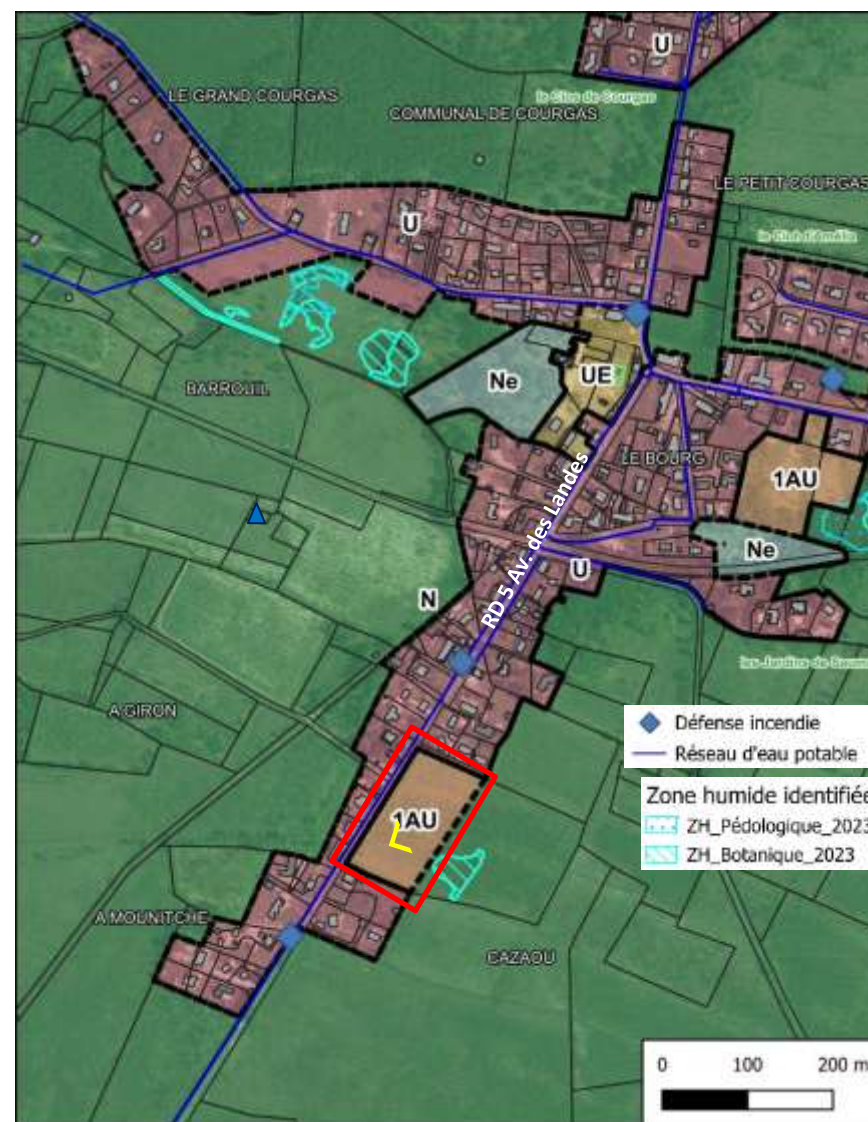 U
le Clos de Courgas
LE GRAND COURGAS
COMMUNAL DE COURGAS
LE PETIT COURGAS
U
le Clot d'Amélia
BARROUIL
Ne
UE
LE BOURG
1AU
RD 5 Av. des Landes
Ne
U
N
les Jardins de
A GIRON
Défense incendie
Réseau d'eau potable
Zone humide identifiée
ZH_Pédologique_2023
ZH_Botanique_2023
1AU
A MOUNITCHE
CAZAOU
0 100 200 m